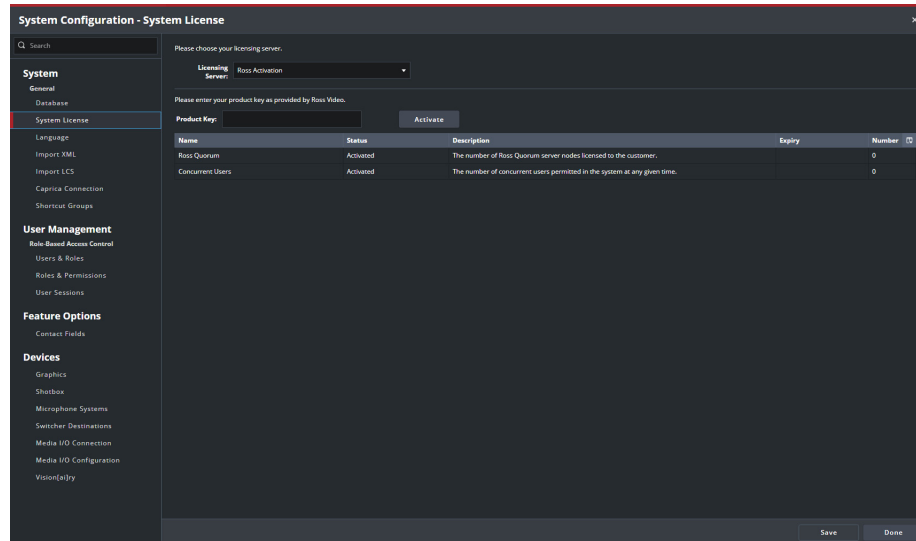 System Configuration - System License
Search
System
General
Database
System License
Language
Import XML
Import LCS
Caprica Connection
Shortcut Groups
User Management
Role-Based Access Control
Users & Roles
Roles & Permissions
User Sessions
Feature Options
Contact Fields
Devices
Graphics
Shotbox
Microphone Systems
Switcher Destinations
Media I/O Connection
Media I/O Configuration
Vision[ai]ry
Please choose your licensing server.
Licensing Server: Ross Activation
Please enter your product key as provided by Ross Video.
Product Key: Activate
Name Status Description Expiry Number
Ross Quorum Activated The number of Ross Quorum server nodes licensed to the customer. 0
Concurrent Users Activated The number of concurrent users permitted in the system at any given time. 0
Save Done